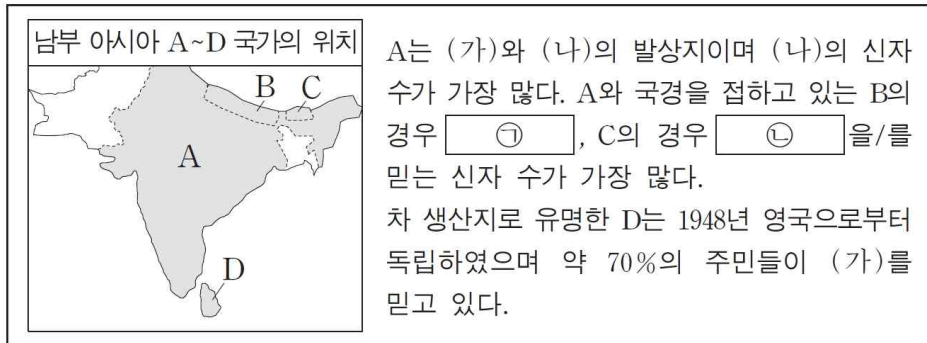 남부 아시아 A~D 국가의 위치
B
C
A
D
A는 (가)와 (나)의 발상지이며 (나)의 신자
수가 가장 많다. A와 국경을 접하고 있는 B의
경우 ㉠ , C의 경우 ㉡ 을/를
믿는 신자 수가 가장 많다.
차 생산지로 유명한 D는 1948년 영국으로부터
독립하였으며 약 70%의 주민들이 (가)를
믿고 있다.